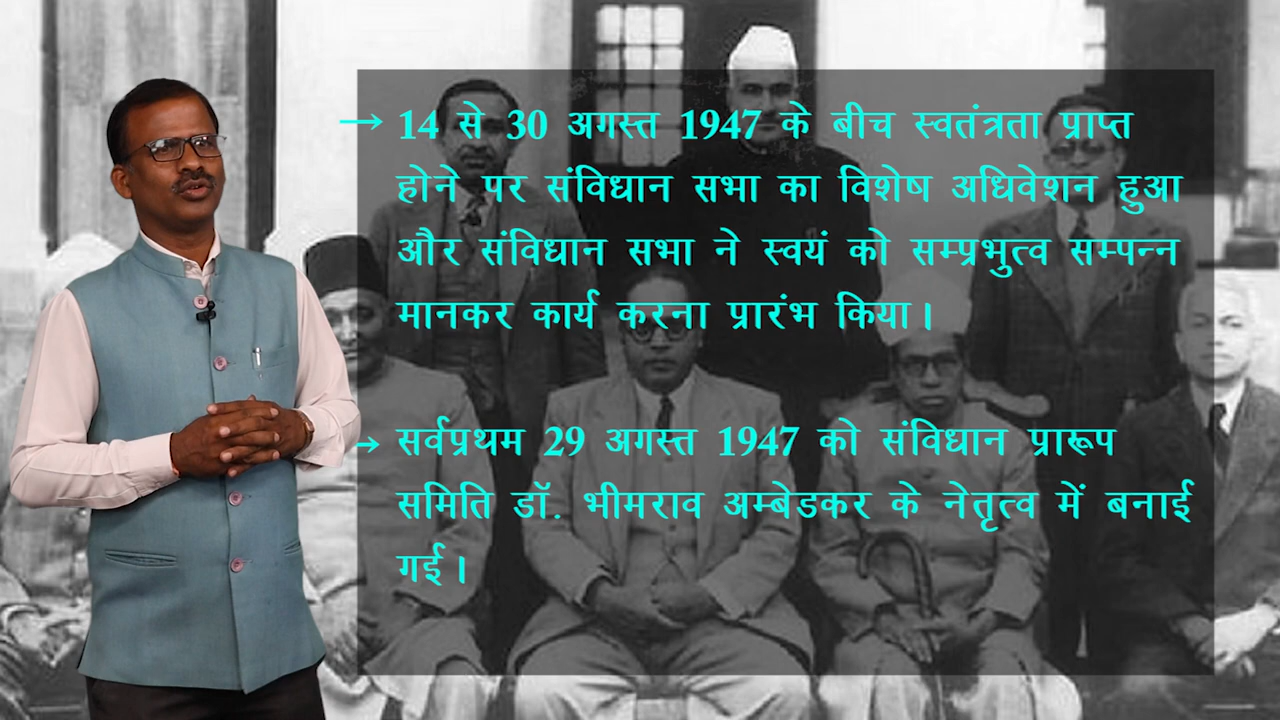 → 14 से 30 अगस्त 1947 के बीच स्वतंत्रता प्राप्त
होने पर संविधान सभा का विशेष अधिवेशन हुआ
और संविधान सभा ने स्वयं को सम्प्रभुत्व सम्पन्न
मानकर कार्य करना प्रारंभ किया।
→ सर्वप्रथम 29 अगस्त 1947 को संविधान प्रारूप
समिति डॉ. भीमराव अम्बेडकर के नेतृत्व में बनाई
गई।